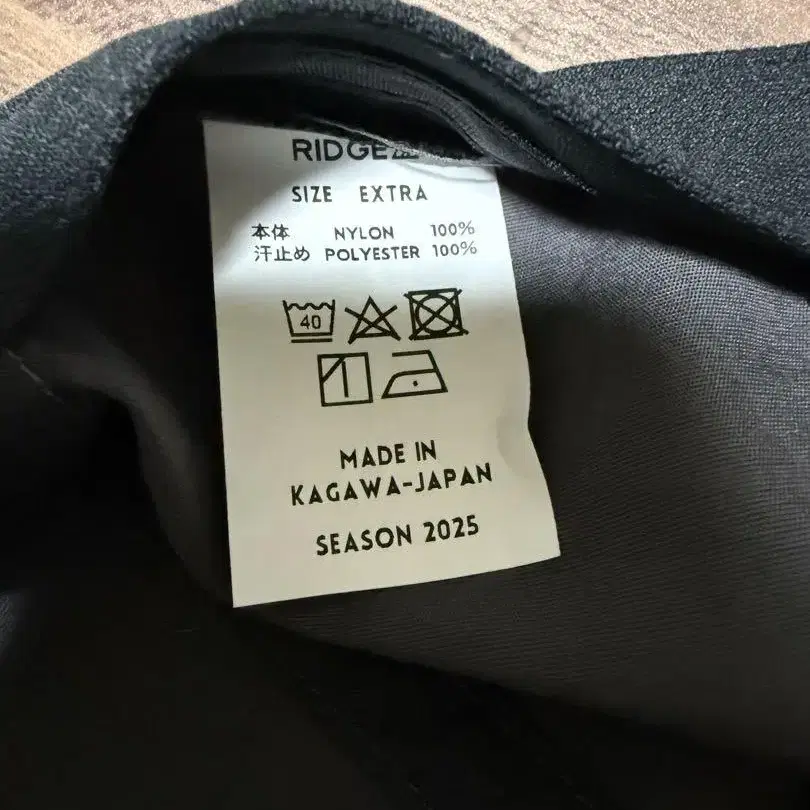 RIDGE
SIZE EXTRA
本体 NYLON 100%
汗止め POLYESTER 100%
40
MADE IN
KAGAWA-JAPAN
SEASON 2025